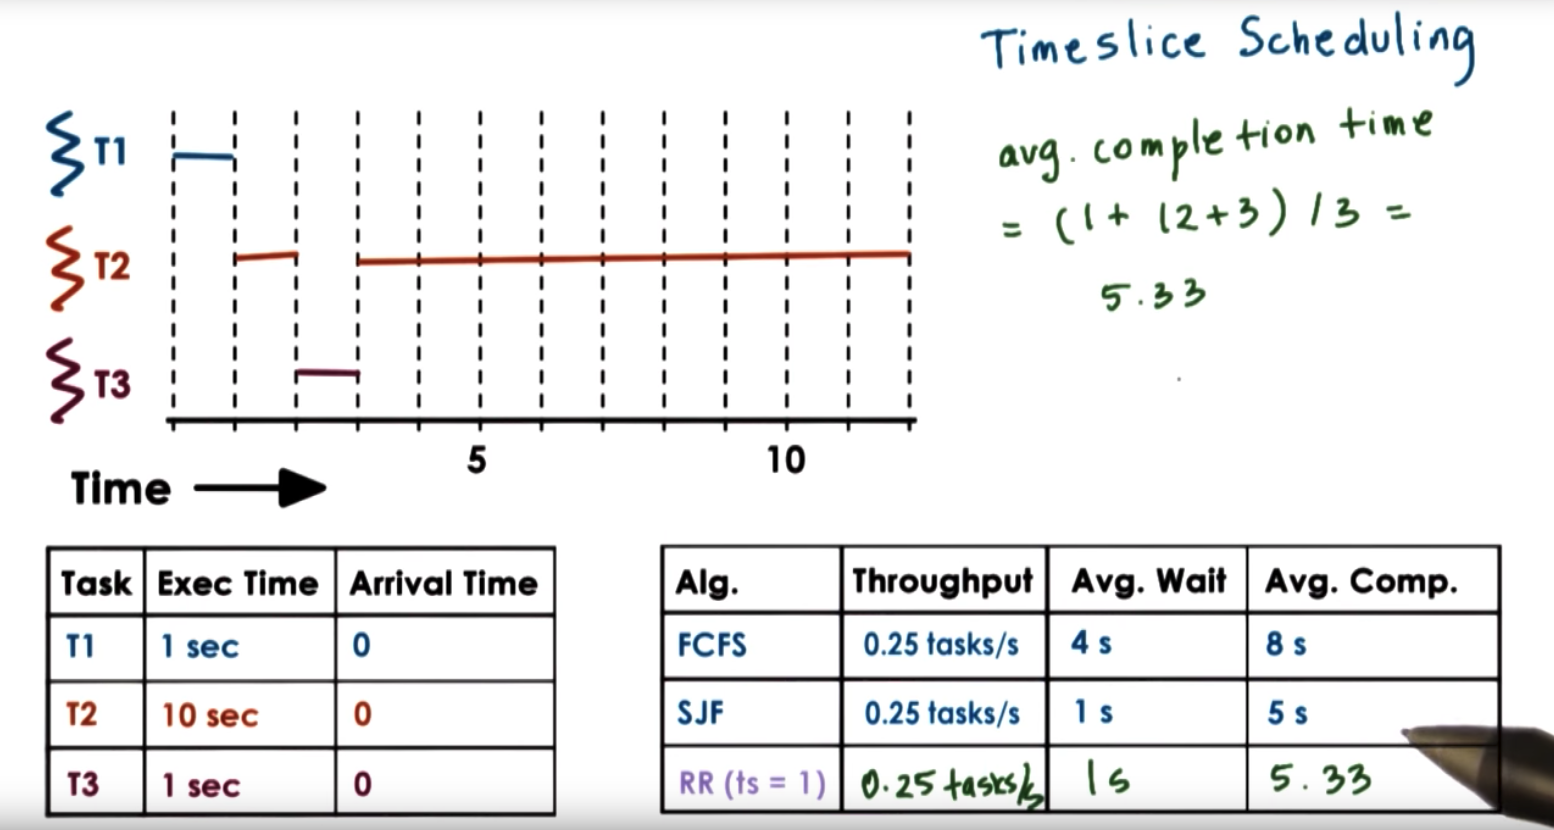 Timeslice Scheduling
avg. completion time
= (1 + 12+3) / 3 =
5.33
T1
T2
T3
5 10
Time
Task Exec Time Arrival Time
T1 1 sec 0
T2 10 sec 0
T3 1 sec 0
Alg. Throughput Avg. Wait Avg. Comp.
FCFS 0.25 tasks/s 4 s 8 s
SJF 0.25 tasks/s 1 s 5 s
RR (ts = 1) 0.25 tasks/s 1s 5.33